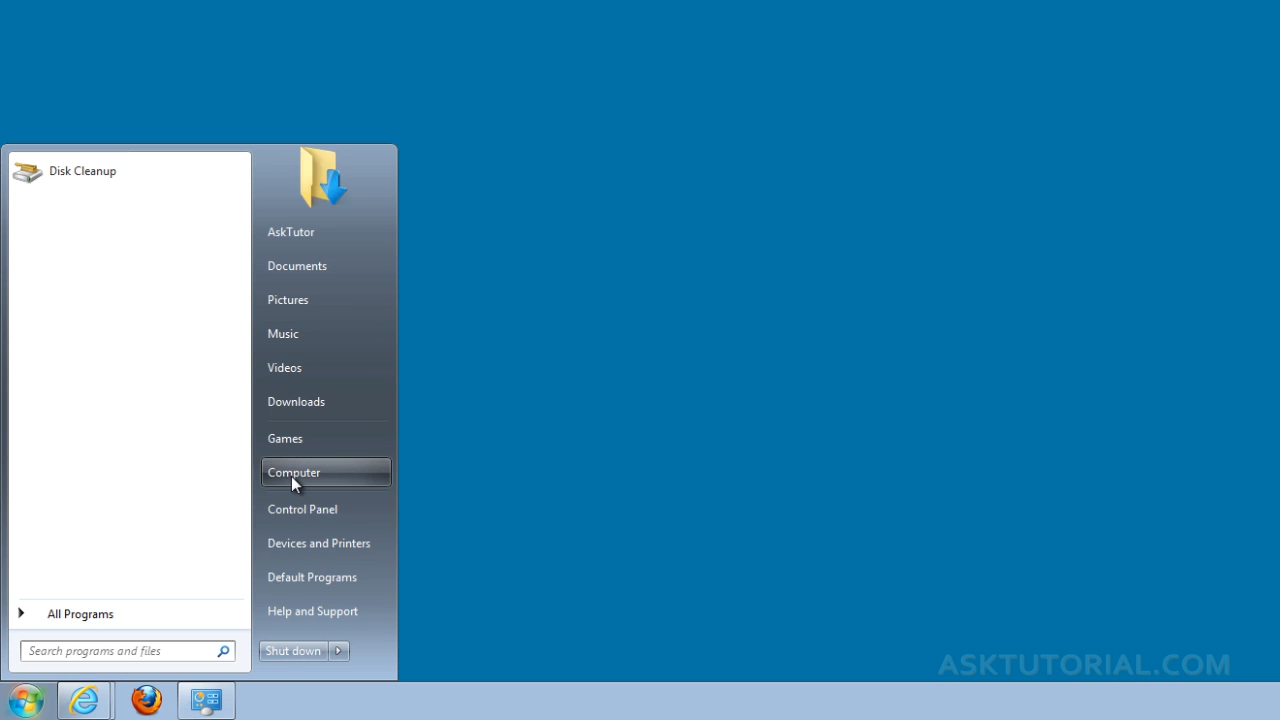 Disk Cleanup
AskTutor
Documents
Pictures
Music
Videos
Downloads
Games
Computer
Control Panel
Devices and Printers
Default Programs
Help and Support
All Programs
Search programs and files
Shut down
ASKTUTORIAL.COM